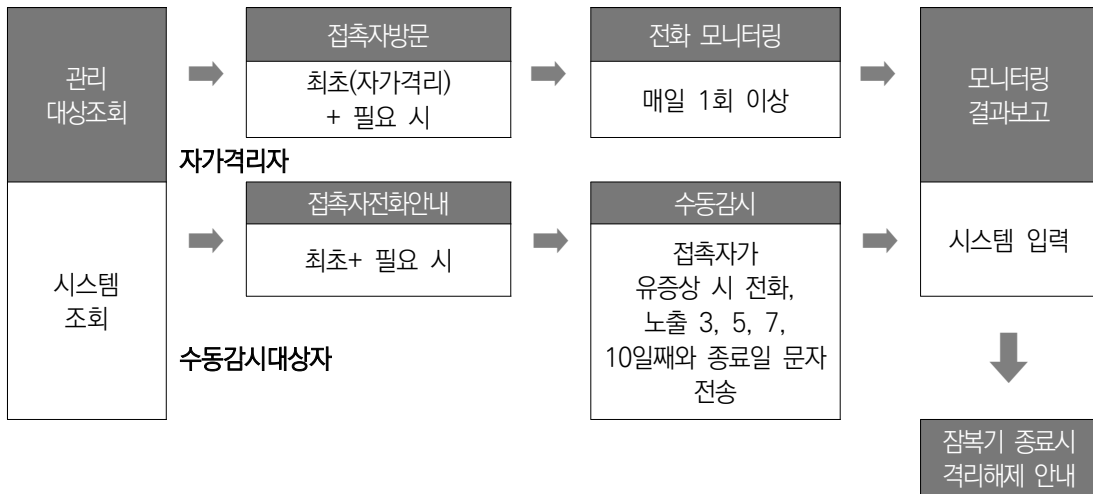 관리
대상조회
시스템
조회
접촉자방문
최초(자가격리)
+ 필요 시
전화 모니터링
매일 1회 이상
자가격리자
접촉자전화안내
최초+ 필요 시
수동감시
접촉자가
유증상 시 전화,
노출 3, 5, 7,
10일째와 종료일 문자
전송
수동감시대상자
모니터링
결과보고
시스템 입력
잠복기 종료시
격리해제 안내